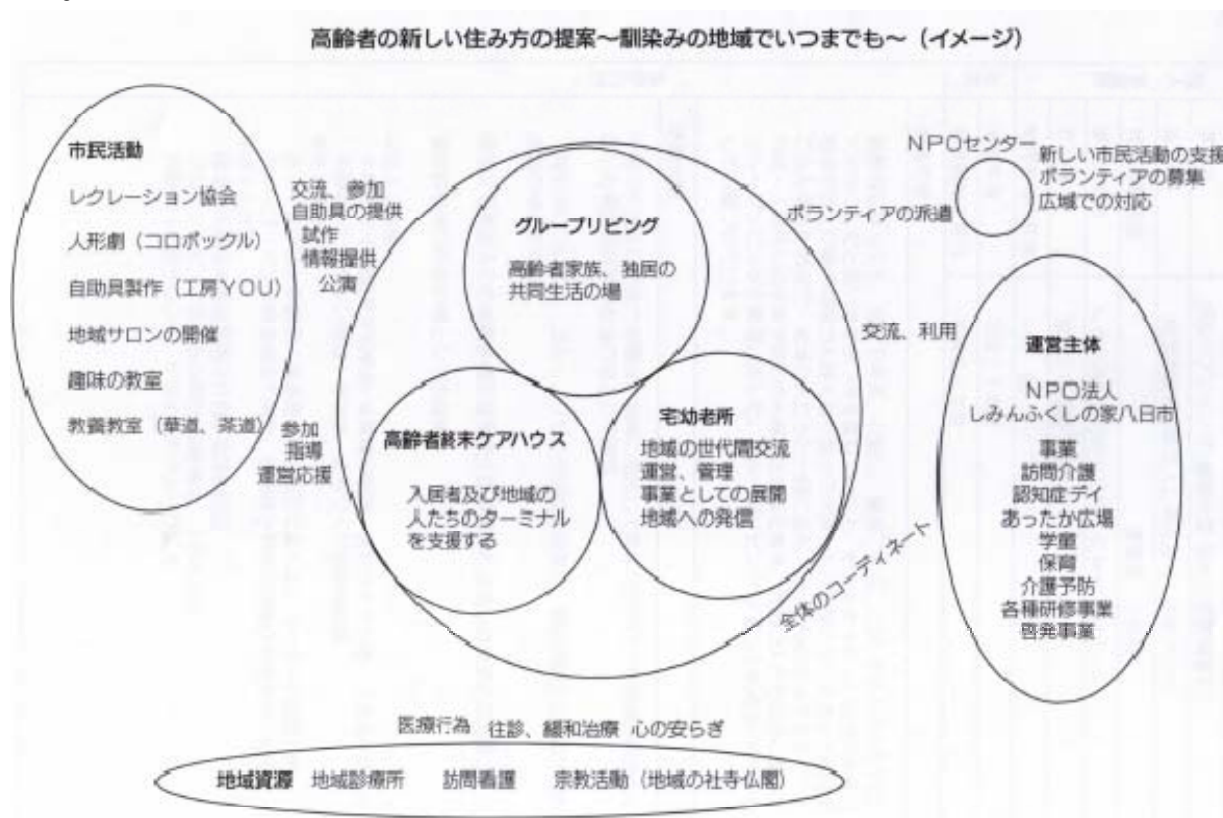 高齢者の新しい住み方の提案～馴染みの地域でいつまでも～（イメージ）
市民活動
レクレーション協会
人形劇（コロボックル）
自助具製作（工房ＹＯＵ）
地域サロンの開催
趣味の教室
教養教室（華道、茶道）
交流、参加
自助具の提供
試作
情報提供
公演
参加
指導
運営応援
グループリビング
高齢者家族、独居の
共同生活の場
高齢者終末ケアハウス
入居者及び地域の
人たちのターミナル
を支援する
宅幼老所
地域の世代間交流
運営、管理
事業としての展開
地域への発信
ＮＰＯセンター
新しい市民活動の支援
ボランティアの募集
広域での対応
ボランティアの派遣
交流、利用
全体のコーディネート
運営主体
ＮＰＯ法人
しみんふくしの家八日市
事業
訪問介護
認知症デイ
あったか広場
学童
保育
介護予防
各種研修事業
啓発事業
医療行為 往診、緩和治療 心の安らぎ
地域資源 地域診療所 訪問看護 宗教活動（地域の社寺仏閣）